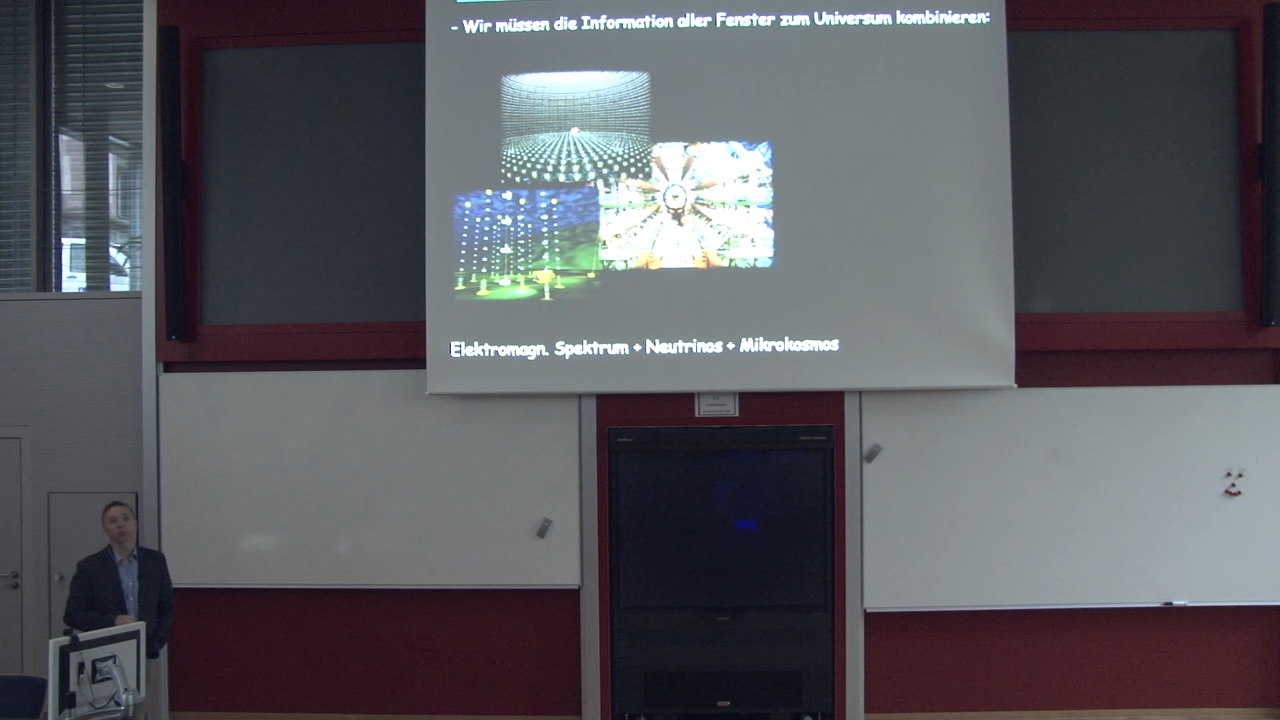 - Wir müssen die Information aller Fenster zum Universum kombinieren:
Elektromagn. Spektrum + Neutrinos + Mikrokosmos